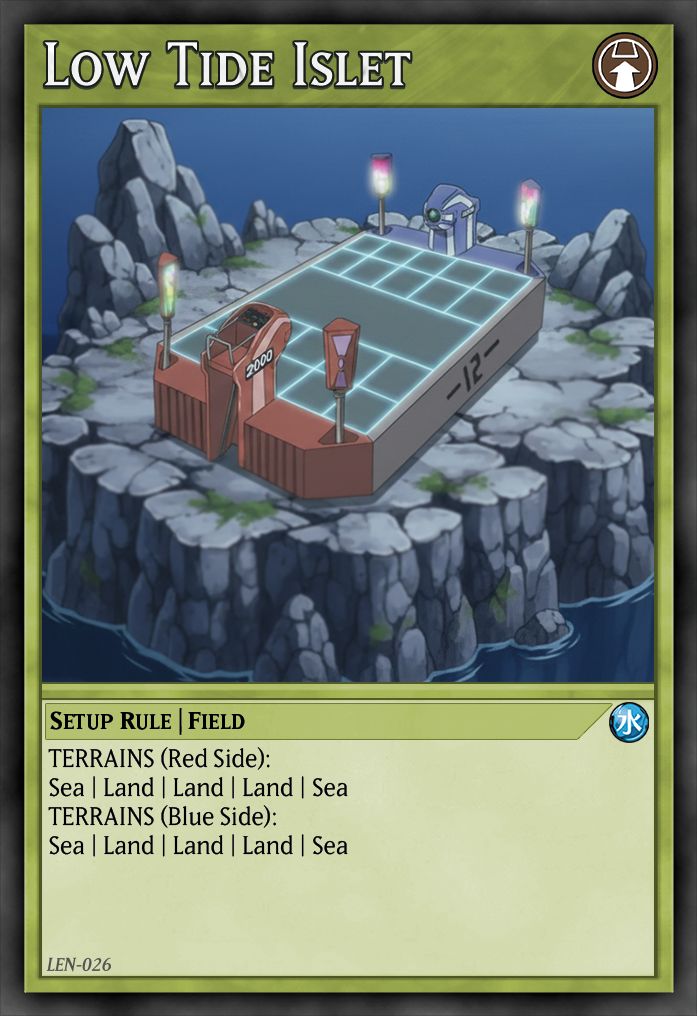 Low Tide Islet
2000
-12-
Setup Rule | Field
水
TERRAINS (Red Side):
Sea | Land | Land | Land | Sea
TERRAINS (Blue Side):
Sea | Land | Land | Land | Sea
LEN-026